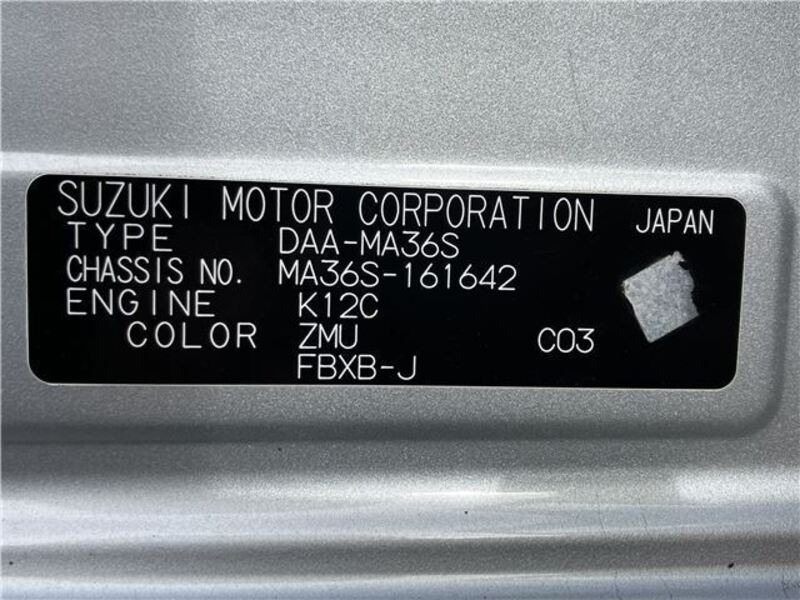 SUZUKI MOTOR CORPORATION JAPAN
TYPE DAA-MA36S
CHASSIS NO. MA36S-161642
ENGINE K12C
COLOR ZMU C03
FBXB-J